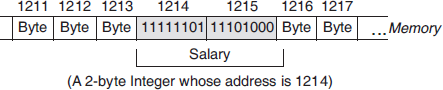 1211 1212 1213 1214 1215 1216 1217
Byte Byte Byte 11111101 11101000 Byte Byte ... Memory
Salary
(A 2-byte Integer whose address is 1214)